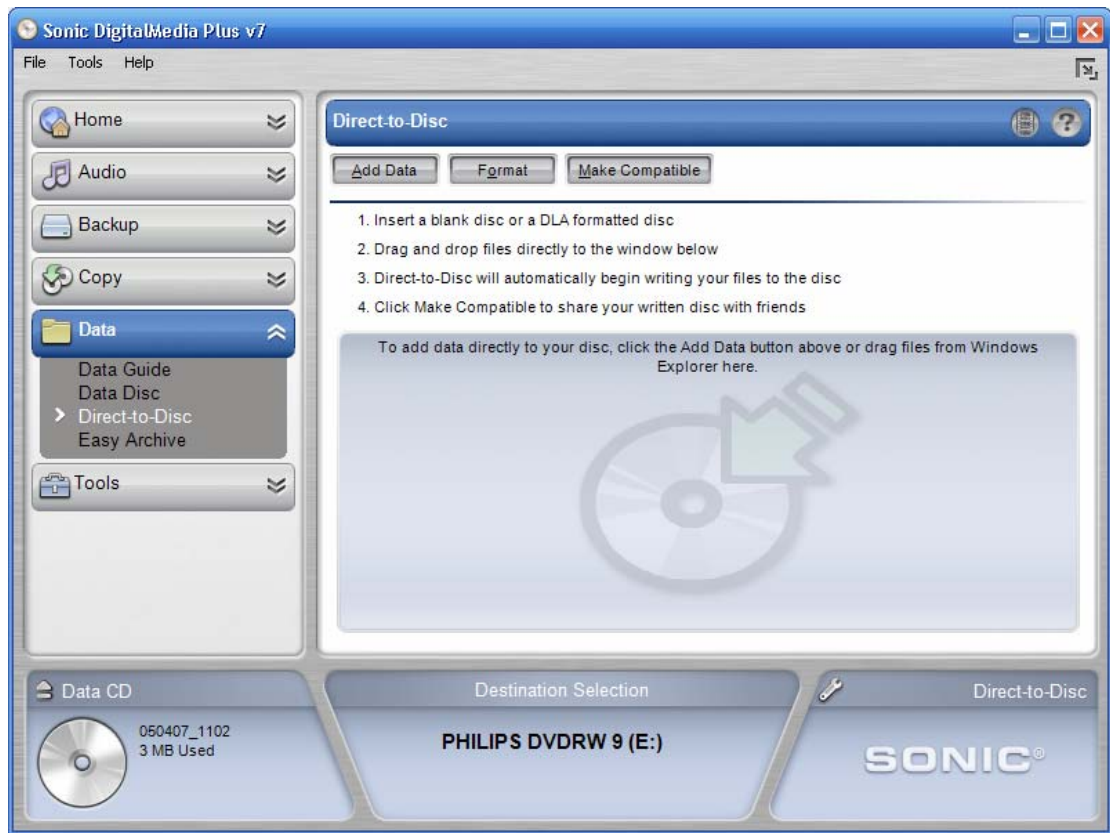 Sonic DigitalMedia Plus v7
File Tools Help
Home
Audio
Backup
Copy
Data
Data Guide
Data Disc
Direct-to-Disc
Easy Archive
Tools
Direct-to-Disc
?
Add Data Format Make Compatible
1. Insert a blank disc or a DLA formatted disc
2. Drag and drop files directly to the window below
3. Direct-to-Disc will automatically begin writing your files to the disc
4. Click Make Compatible to share your written disc with friends
To add data directly to your disc, click the Add Data button above or drag files from Windows
Explorer here.
Data CD
050407_1102
3 MB Used
Destination Selection
PHILIPS DVDRW 9 (E:)
Direct-to-Disc
SONIC®